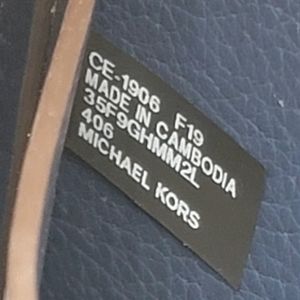 CE-1906 F19
MADE IN CAMBODIA
35F9GHMM2L
406
MICHAEL KORS